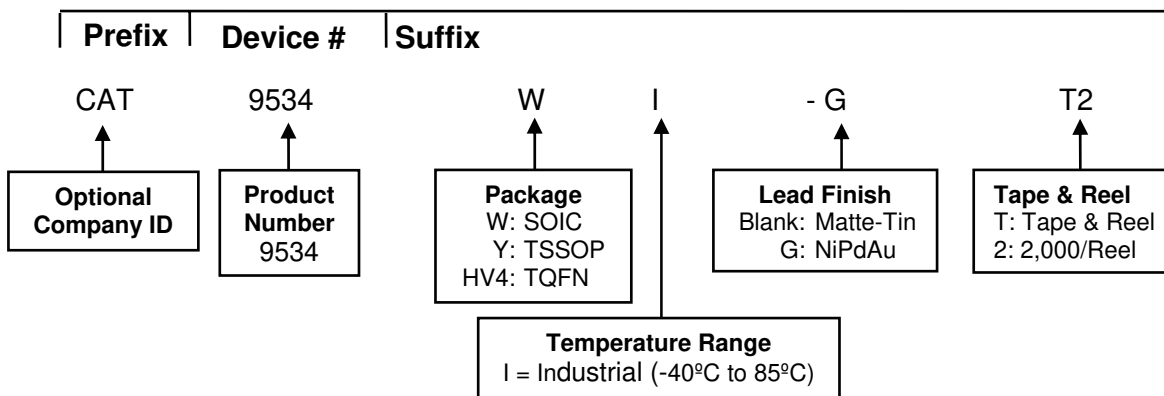 Prefix Device # Suffix
CAT 9534 W I - G T2
Optional
Company ID
Product
Number
9534
Package
W: SOIC
Y: TSSOP
HV4: TQFN
Lead Finish
Blank: Matte-Tin
G: NiPdAu
Tape & Reel
T: Tape & Reel
2: 2,000/Reel
Temperature Range
I = Industrial (-40ºC to 85ºC)